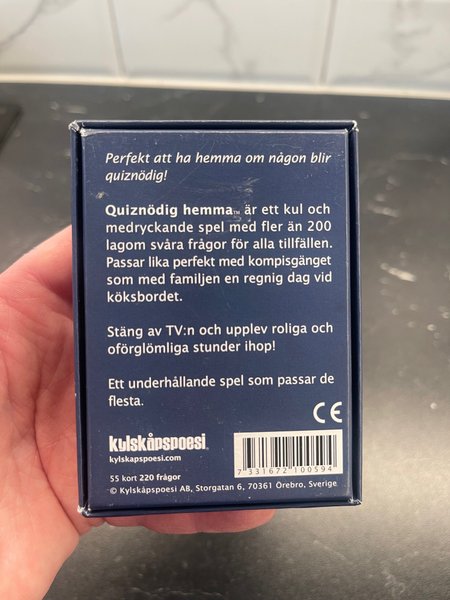 Perfekt att ha hemma om någon blir
quiznödig!
Quiznödig hemma™ är ett kul och
medryckande spel med fler än 200
lagom svåra frågor för alla tillfällen.
Passar lika perfekt med kompisgänget
som med familjen en regnig dag vid
köksbordet.
Stäng av TV:n och upplev roliga och
oförglömliga stunder ihop!
Ett underhållande spel som passar de
flesta.
CE
kylskåpspoesi
kylskapspoesi.com
7 331672 100594
55 kort 220 frågor
© Kylskåpspoesi AB, Storgatan 6, 70361 Örebro, Sverige